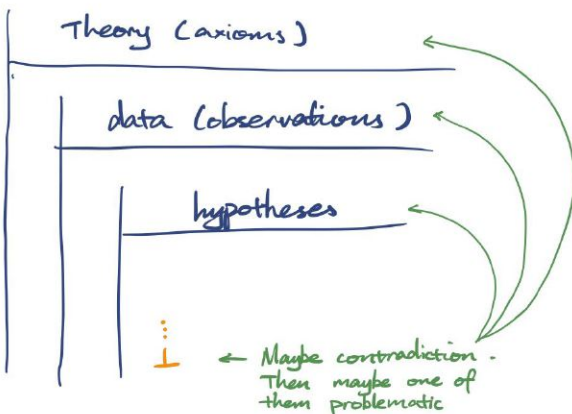 Theory (axioms)
data (observations)
hypotheses
⋮
⊥
← Maybe contradiction.
Then maybe one of
them problematic